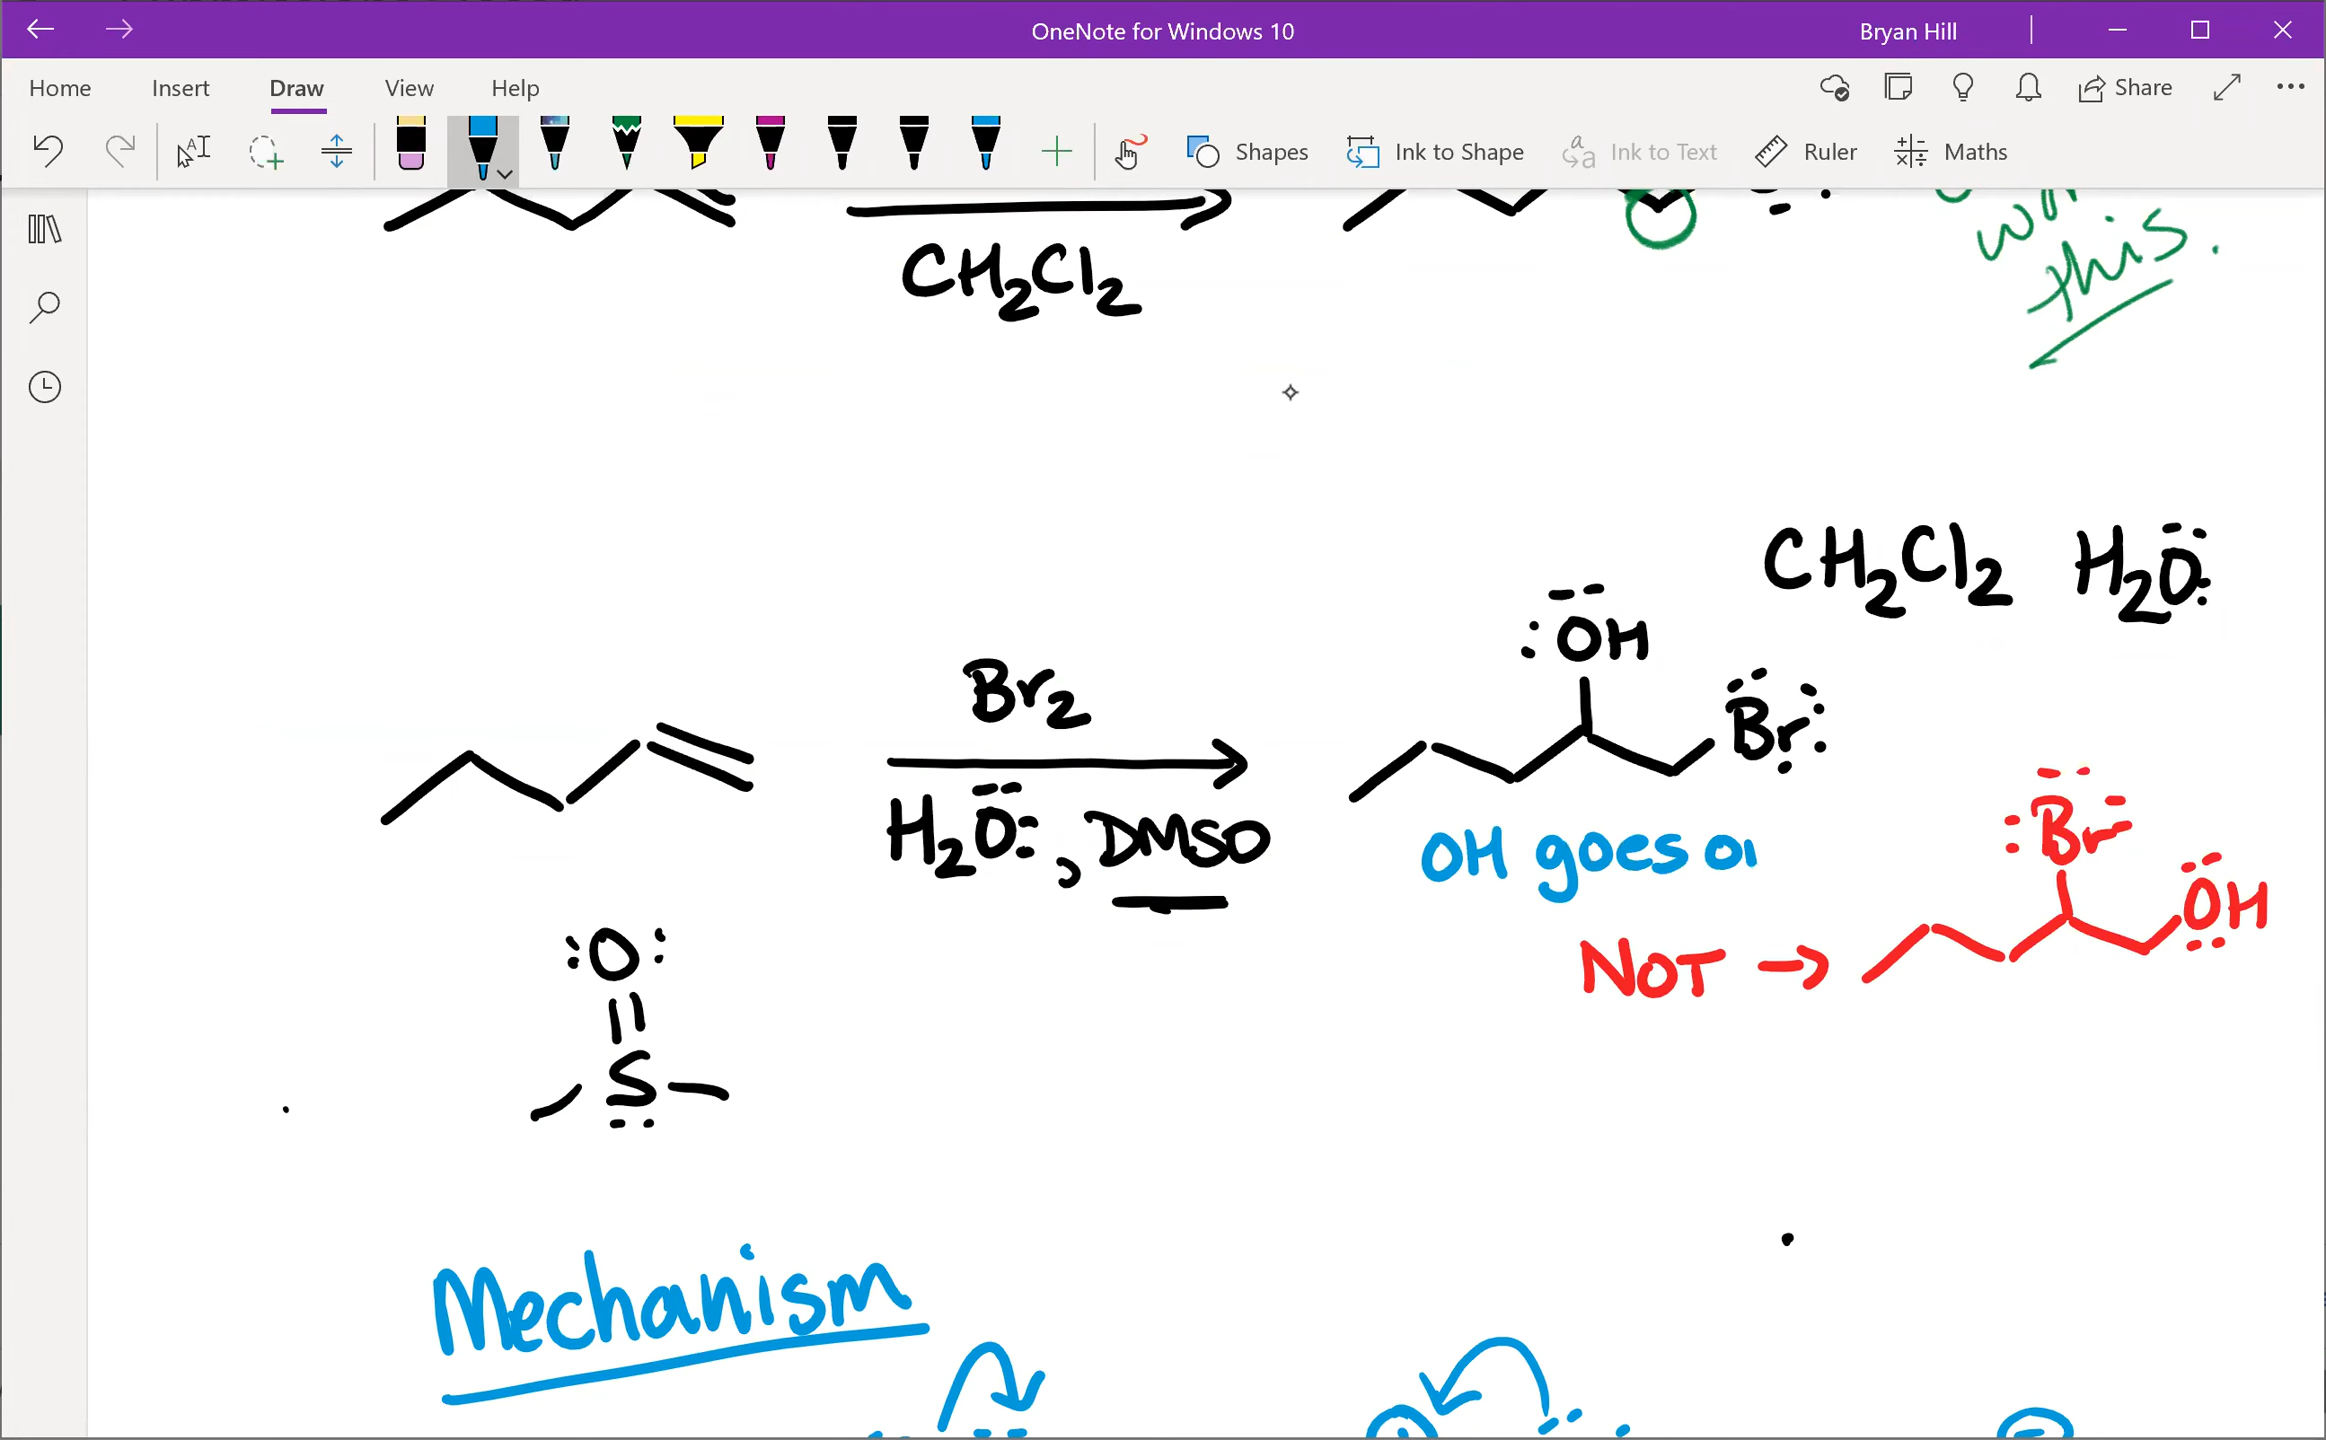 OneNote for Windows 10
Bryan Hill
Home Insert Draw View Help
Share
Shapes Ink to Shape Ink to Text Ruler Maths
this.
CH2Cl2
CH2Cl2 H2O
OH
Br2
Br
H2O, DMSO
OH goes
Br
OH
NOT →
O
S
Mechanism